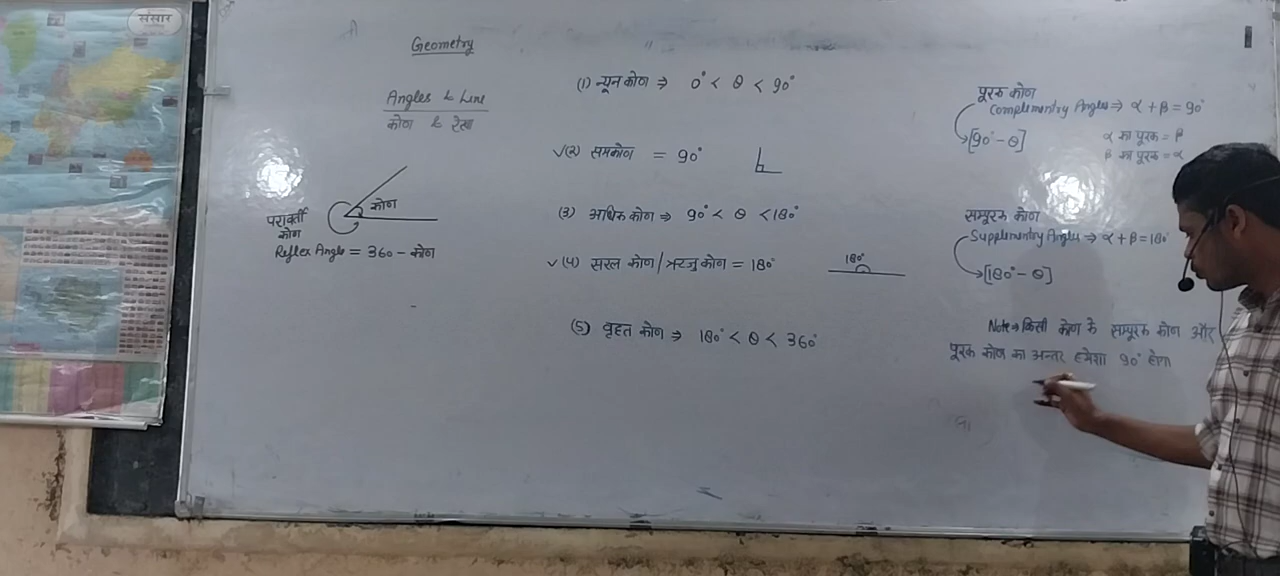 संसार
Geometry
Angles & Line
कोण & रेखा
कोण
परावर्ती
कोण
Reflex Angle = 360 - कोण
(1) न्यून कोण ⇒ 0° < θ < 90°
√(2) समकोण = 90°
(3) अधिक कोण ⇒ 90° < θ < 180°
√(4) सरल कोण / ऋजु कोण = 180°
180°
(5) वृहत कोण ⇒ 180° < θ < 360°
पूरक कोण
Complementry Angles ⇒ α + β = 90°
[90° - θ]
α का पूरक = β
β का पूरक = α
सम्पूरक कोण
Supplementry Angles ⇒ α + β = 180°
[180° - θ]
Note ⇒ किसी कोण के सम्पूरक कोण और
पूरक कोण का अन्तर हमेशा 90° होगा